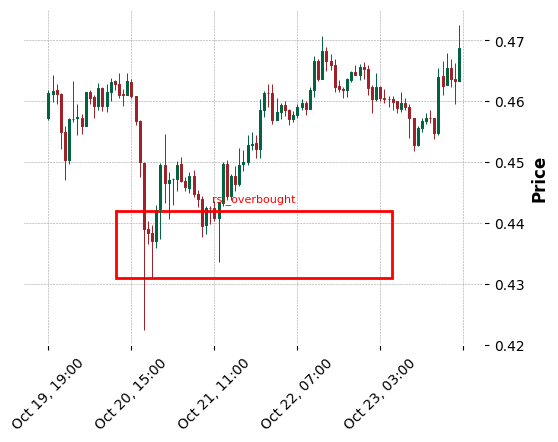 0.47
0.46
0.45
0.44
0.43
0.42
Price
rsi_overbought
Oct 19, 19:00
Oct 20, 15:00
Oct 21, 11:00
Oct 22, 07:00
Oct 23, 03:00